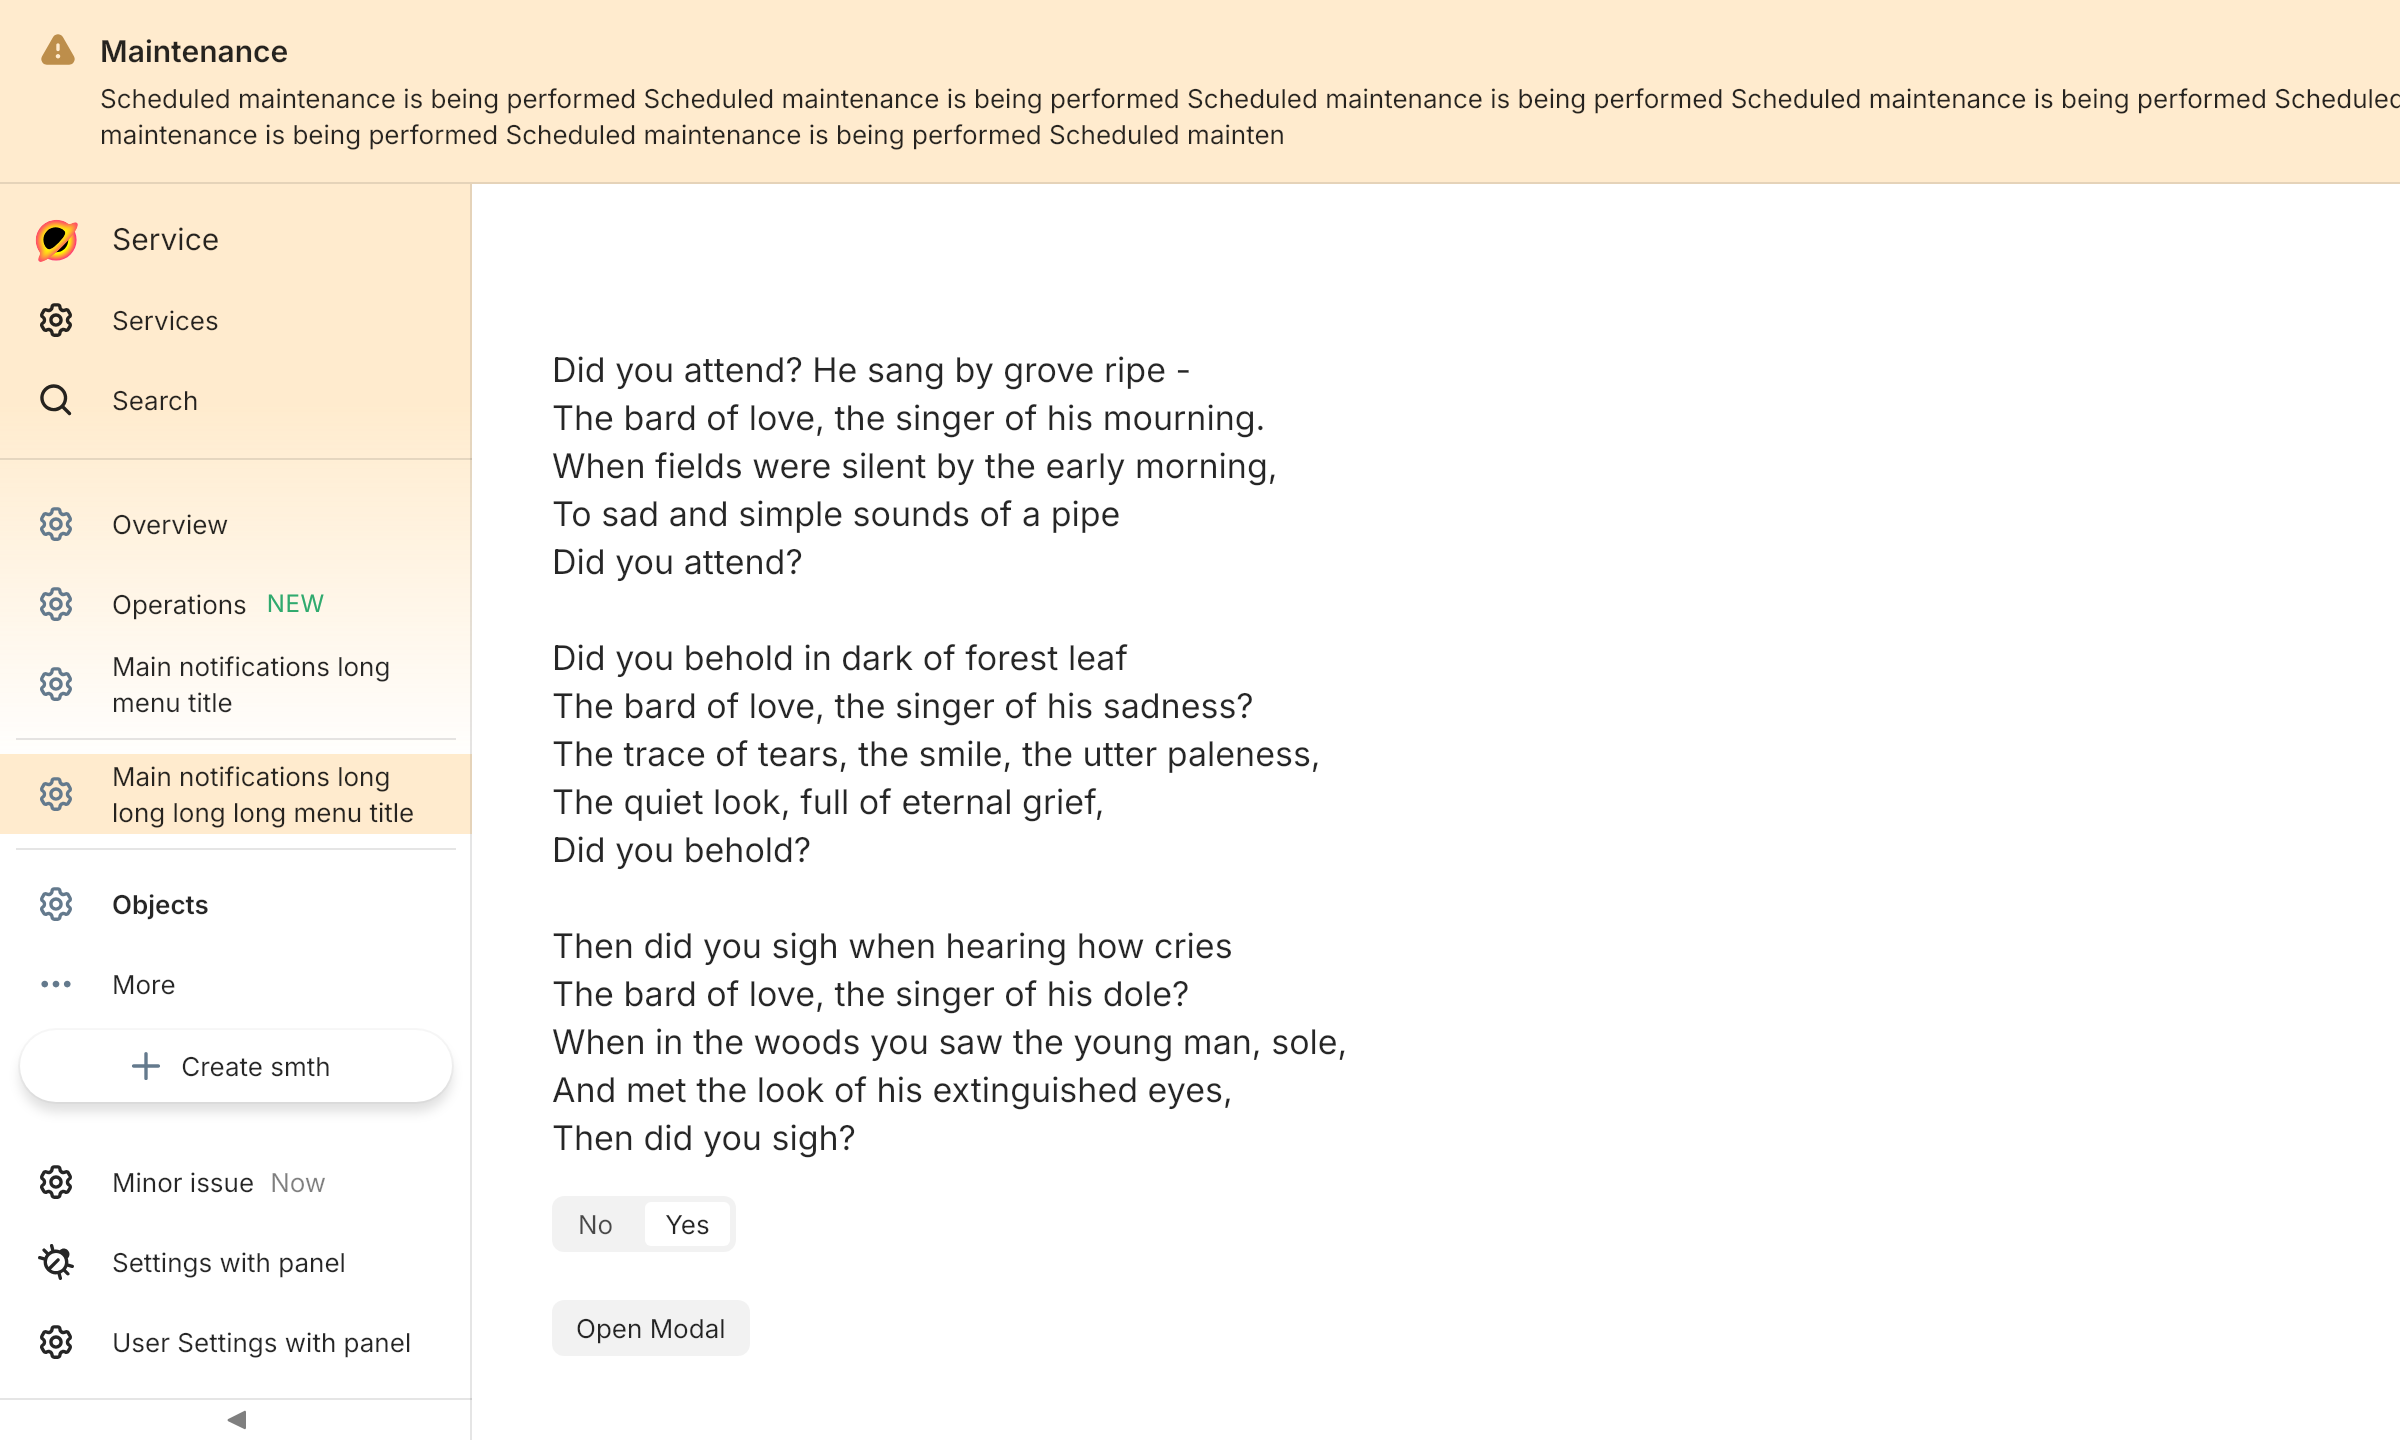 Maintenance
Scheduled maintenance is being performed Scheduled maintenance is being performed Scheduled maintenance is being performed Scheduled maintenance is being performed Scheduled
maintenance is being performed Scheduled maintenance is being performed Scheduled mainten
Service
Services
Search
Overview
Operations NEW
Main notifications long
menu title
Main notifications long
long long long menu title
Objects
More
Create smth
Minor issue Now
Settings with panel
User Settings with panel
Did you attend? He sang by grove ripe -
The bard of love, the singer of his mourning.
When fields were silent by the early morning,
To sad and simple sounds of a pipe
Did you attend?
Did you behold in dark of forest leaf
The bard of love, the singer of his sadness?
The trace of tears, the smile, the utter paleness,
The quiet look, full of eternal grief,
Did you behold?
Then did you sigh when hearing how cries
The bard of love, the singer of his dole?
When in the woods you saw the young man, sole,
And met the look of his extinguished eyes,
Then did you sigh?
No Yes
Open Modal